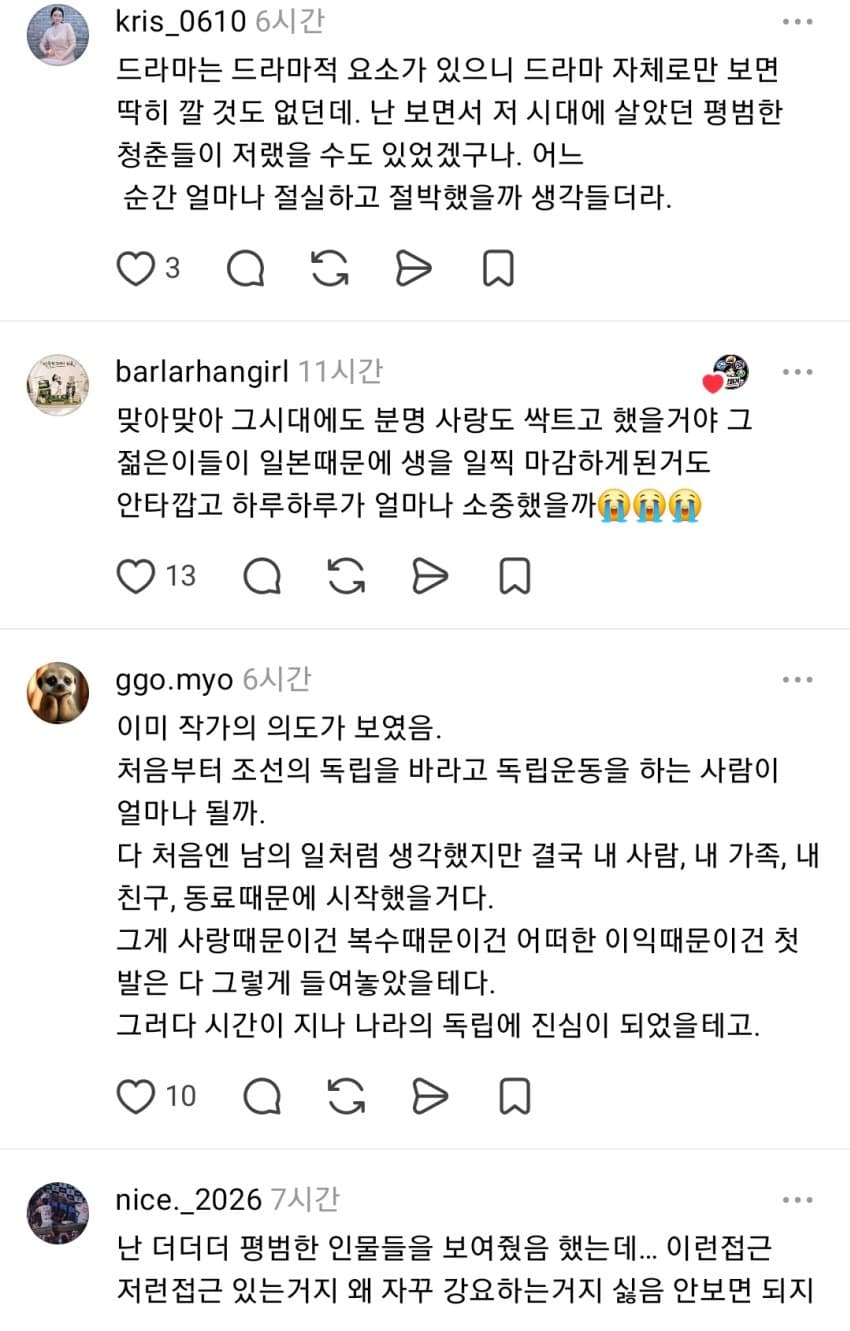 kris_0610 6시간
드라마는 드라마적 요소가 있으니 드라마 자체로만 보면
딱히 깔 것도 없던데. 난 보면서 저 시대에 살았던 평범한
청춘들이 저랬을 수도 있었겠구나. 어느
순간 얼마나 절실하고 절박했을까 생각들더라.
3
barlarhangirl 11시간
맞아맞아 그시대에도 분명 사랑도 싹트고 했을거야 그
젊은이들이 일본때문에 생을 일찍 마감하게된거도
안타깝고 하루하루가 얼마나 소중했을까😭😭😭
13
ggo.myo 6시간
이미 작가의 의도가 보였음.
처음부터 조선의 독립을 바라고 독립운동을 하는 사람이
얼마나 될까.
다 처음엔 남의 일처럼 생각했지만 결국 내 사람, 내 가족, 내
친구, 동료때문에 시작했을거다.
그게 사랑때문이건 복수때문이건 어떠한 이익때문이건 첫
발은 다 그렇게 들여놓았을테다.
그러다 시간이 지나 나라의 독립에 진심이 되었을테고.
10
nice._2026 7시간
난 더더더 평범한 인물들을 보여줬음 했는데... 이런접근
저런접근 있는거지 왜 자꾸 강요하는거지 싫음 안보면 되지